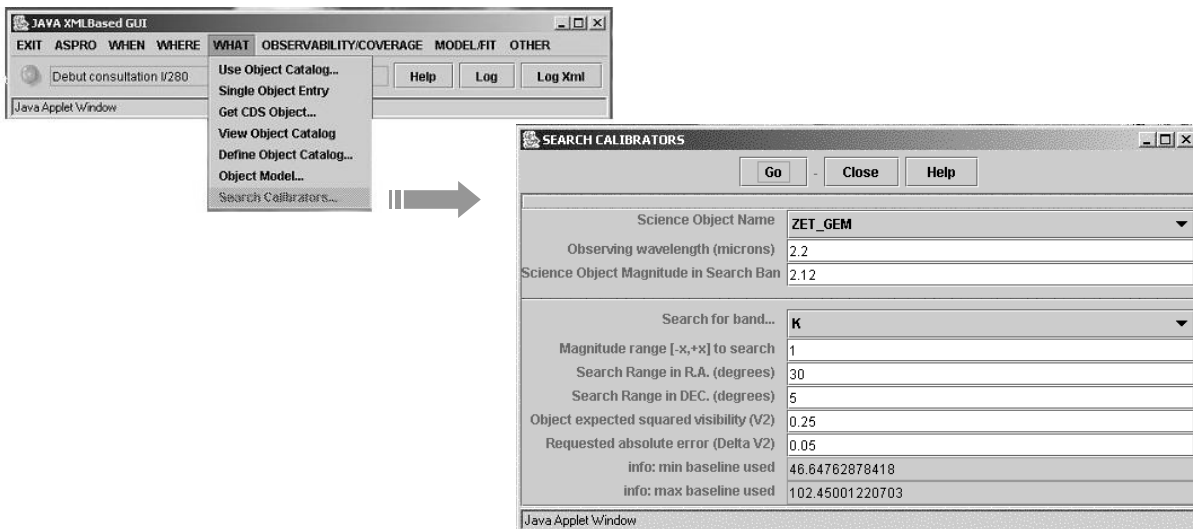 JAVA XMLBased GUI
EXIT ASPRO WHEN WHERE WHAT OBSERVABILITY/COVERAGE MODEL/FIT OTHER
Debut consultation I/280 Help Log Log Xml
Java Applet Window
Use Object Catalog...
Single Object Entry
Get CDS Object...
View Object Catalog
Define Object Catalog...
Object Model...
Search Calibrators...
SEARCH CALIBRATORS
Go - Close Help
Science Object Name ZET_GEM
Observing wavelength (microns) 2.2
Science Object Magnitude in Search Ban 2.12
Search for band... K
Magnitude range [-x,+x] to search 1
Search Range in R.A. (degrees) 30
Search Range in DEC. (degrees) 5
Object expected squared visibility (V2) 0.25
Requested absolute error (Delta V2) 0.05
info: min baseline used 46.64762878418
info: max baseline used 102.45001220703
Java Applet Window